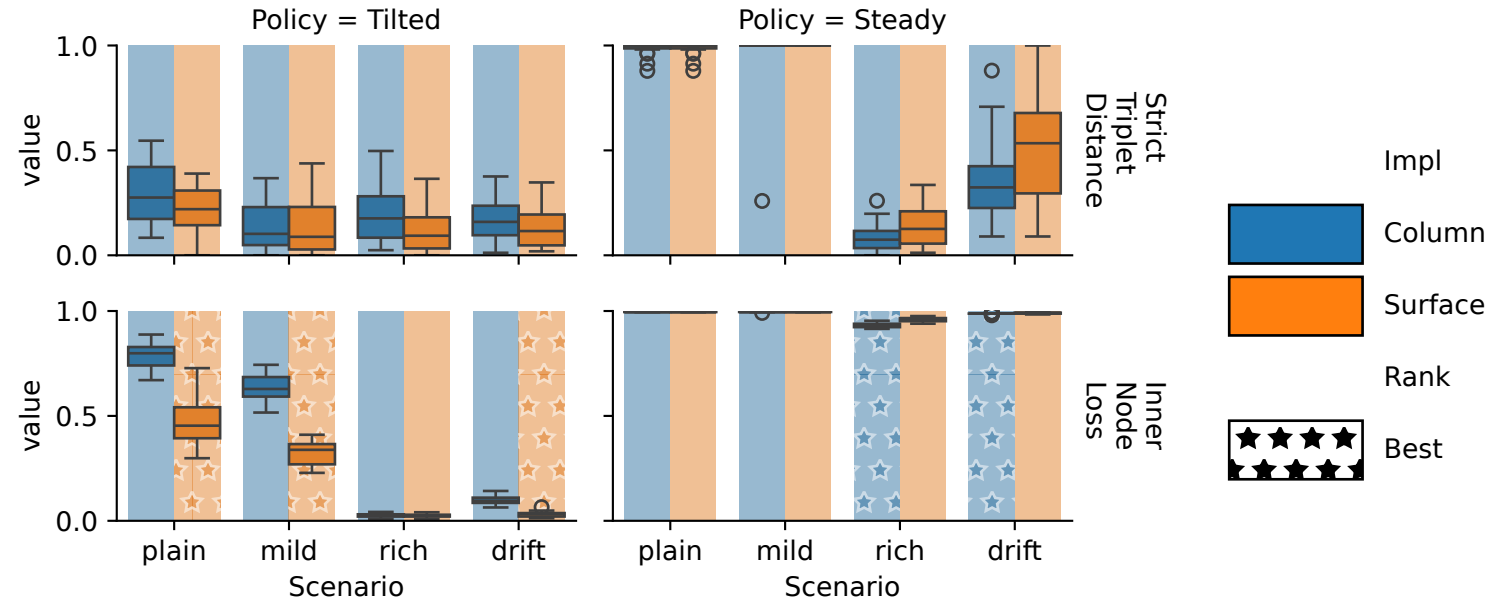 Policy = Tilted
Policy = Steady
1.0
0.5
0.0
value
Strict
Triplet
Distance
1.0
0.5
0.0
value
Inner
Node
Loss
plain
mild
rich
drift
Scenario
plain
mild
rich
drift
Scenario
Impl
Column
Surface
Rank
Best